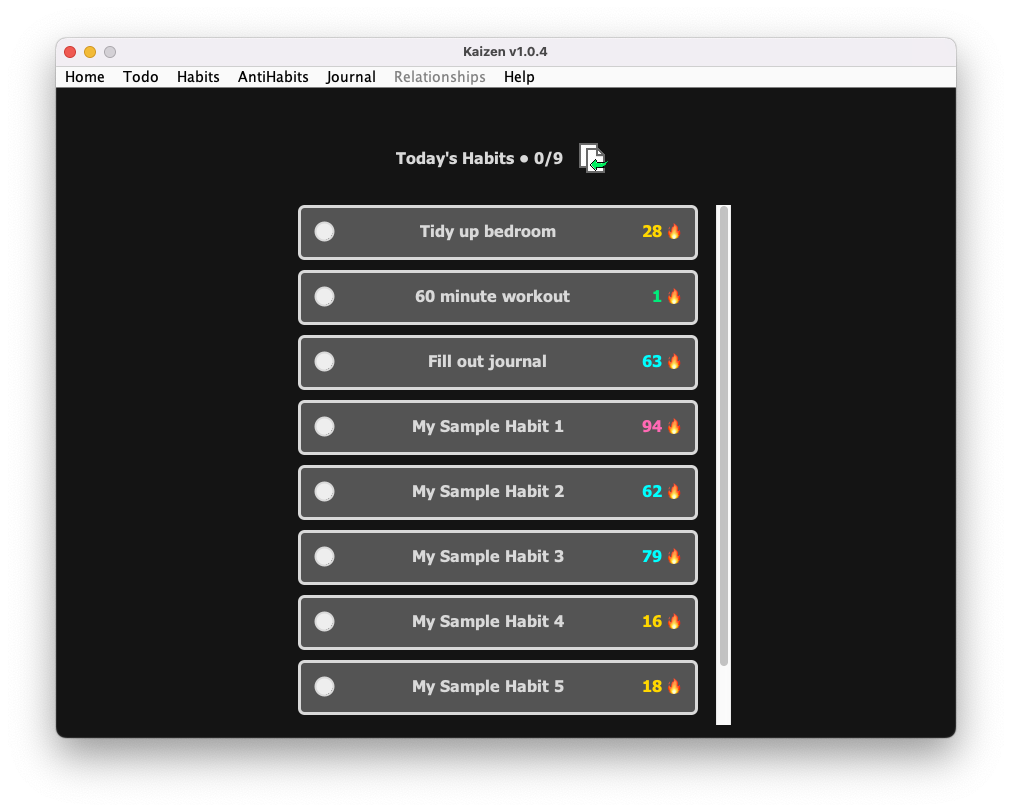 Kaizen v1.0.4
Home Todo Habits AntiHabits Journal Relationships Help
Today's Habits • 0/9
Tidy up bedroom 28 🔥
60 minute workout 1 🔥
Fill out journal 63 🔥
My Sample Habit 1 94 🔥
My Sample Habit 2 62 🔥
My Sample Habit 3 79 🔥
My Sample Habit 4 16 🔥
My Sample Habit 5 18 🔥